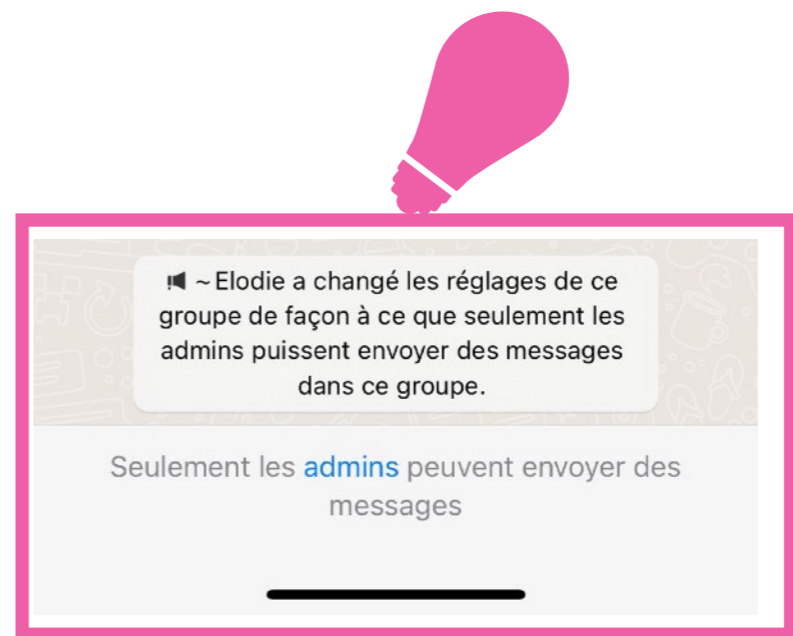 ~ Elodie a changé les réglages de ce
groupe de façon à ce que seulement les
admins puissent envoyer des messages
dans ce groupe.
Seulement les admins peuvent envoyer des
messages